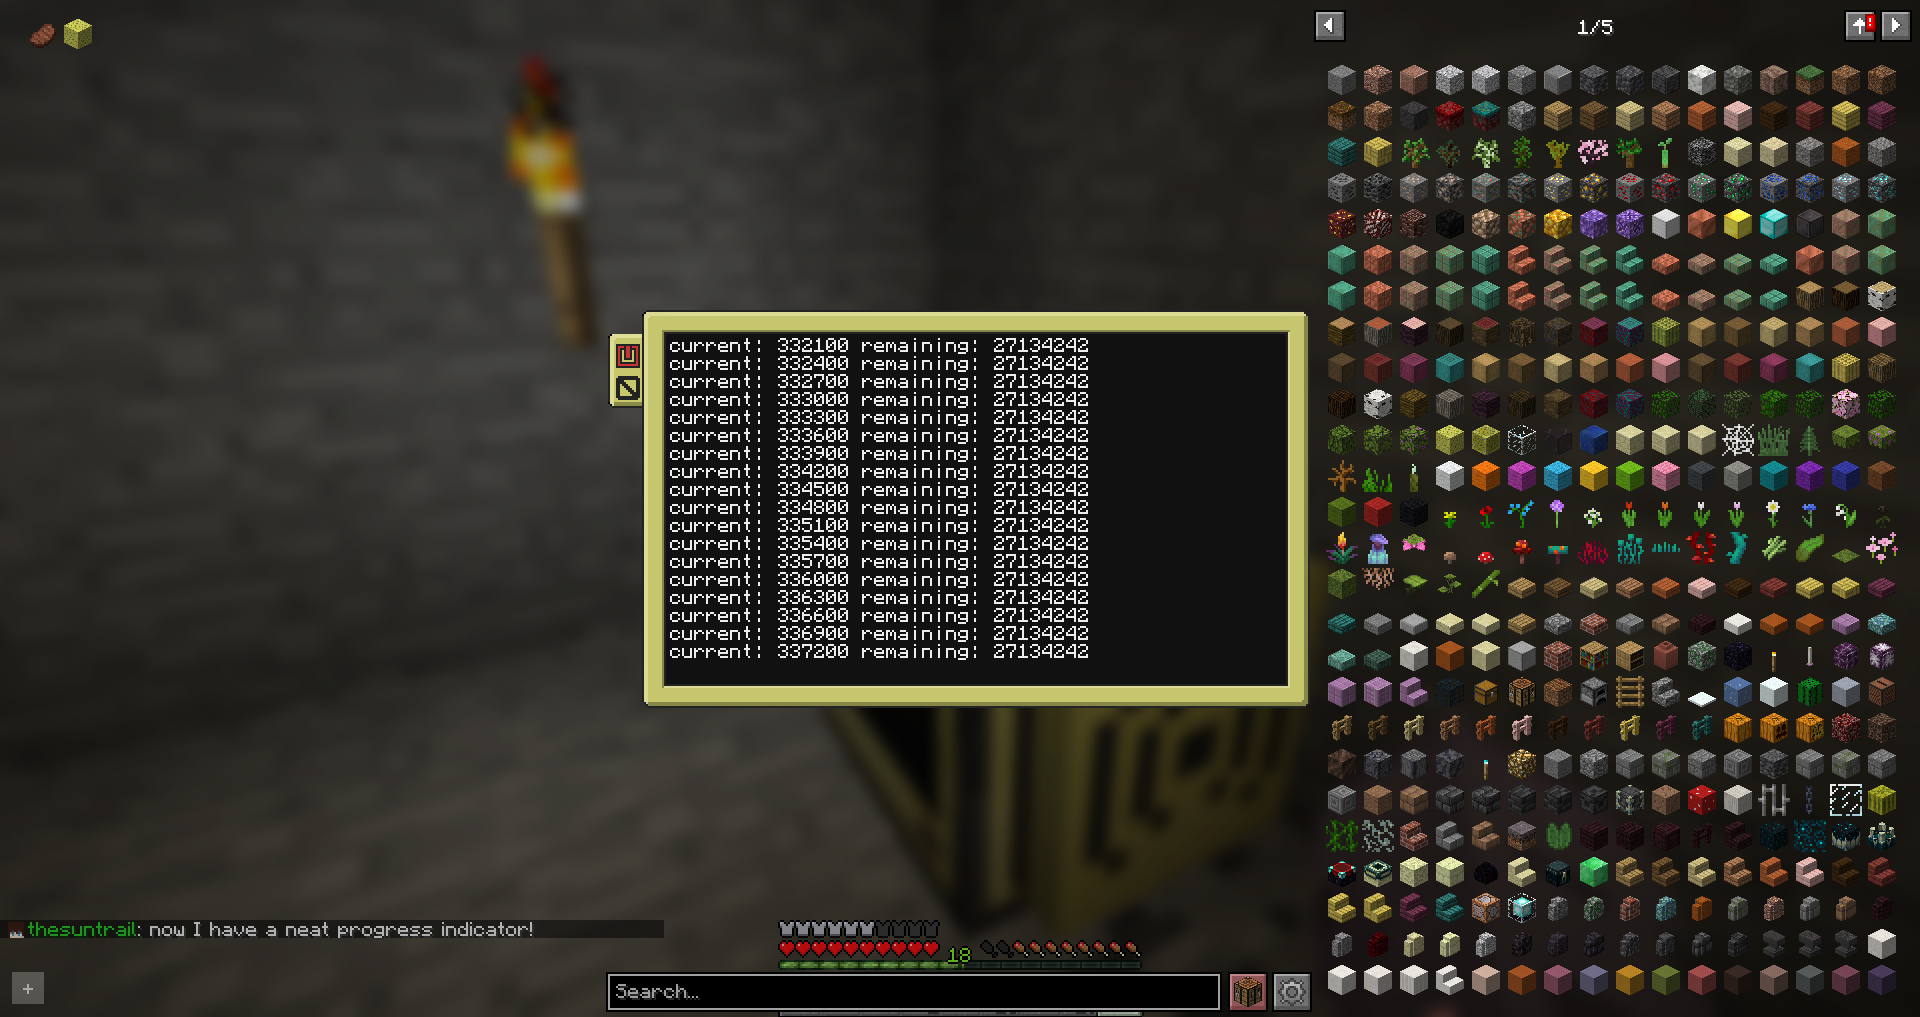 1/5
current: 332100 remaining: 27134242
current: 332400 remaining: 27134242
current: 332700 remaining: 27134242
current: 333000 remaining: 27134242
current: 333300 remaining: 27134242
current: 333600 remaining: 27134242
current: 333900 remaining: 27134242
current: 334200 remaining: 27134242
current: 334500 remaining: 27134242
current: 334800 remaining: 27134242
current: 335100 remaining: 27134242
current: 335400 remaining: 27134242
current: 335700 remaining: 27134242
current: 336000 remaining: 27134242
current: 336300 remaining: 27134242
current: 336600 remaining: 27134242
current: 336900 remaining: 27134242
current: 337200 remaining: 27134242
thesuntrail: now I have a neat progress indicator!
18
Search...